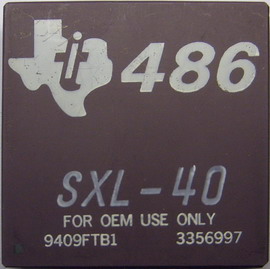 ti 486
SXL-40
FOR OEM USE ONLY
9409FTB1 3356997